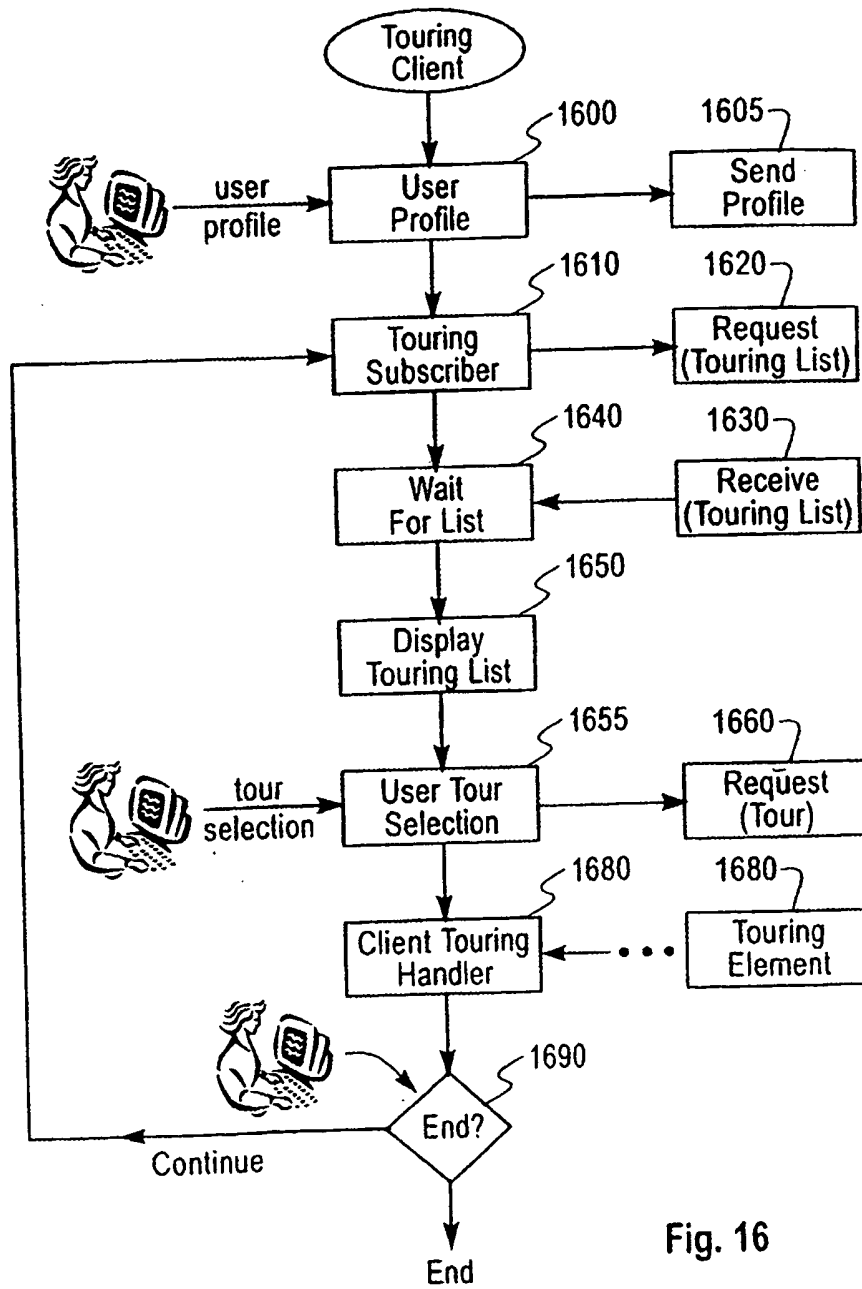 Touring
Client
1600
1605
user
profile
User
Profile
Send
Profile
1610
1620
Touring
Subscriber
Request
(Touring List)
1640
1630
Wait
For List
Receive
(Touring List)
1650
Display
Touring List
1655
1660
tour
selection
User Tour
Selection
Request
(Tour)
1680
1680
Client Touring
Handler
Touring
Element
1690
End?
Continue
End
Fig. 16